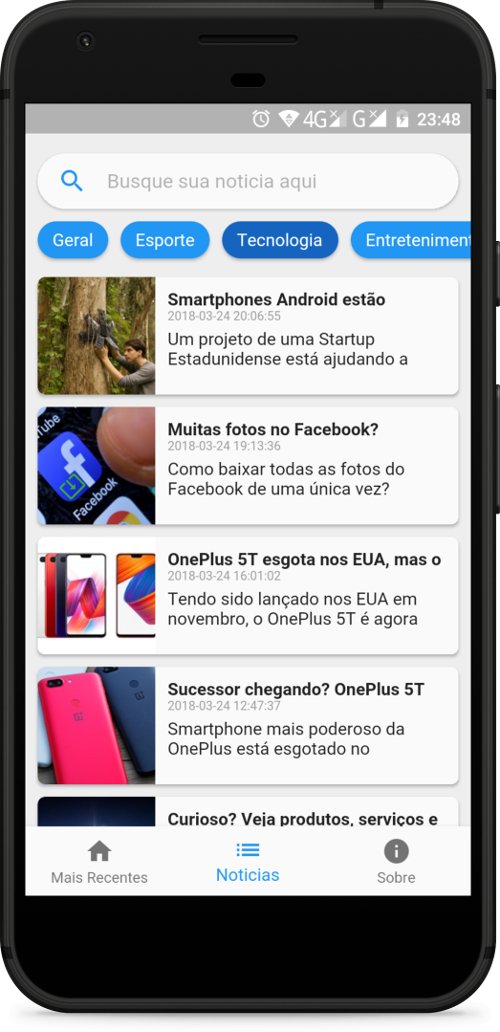 4G G 23:48
Busque sua noticia aqui
Geral Esporte Tecnologia Entreteniment
Smartphones Android estão
2018-03-24 20:06:55
Um projeto de uma Startup
Estadunidense está ajudando a
Tube
Facebook
Muitas fotos no Facebook?
2018-03-24 19:13:36
Como baixar todas as fotos do
Facebook de uma única vez?
OnePlus 5T esgota nos EUA, mas o
2018-03-24 16:01:02
Tendo sido lançado nos EUA em
novembro, o OnePlus 5T é agora
Sucessor chegando? OnePlus 5T
2018-03-24 12:47:37
Smartphone mais poderoso da
OnePlus está esgotado no
Curioso? Veja produtos, serviços e
Mais Recentes Noticias Sobre